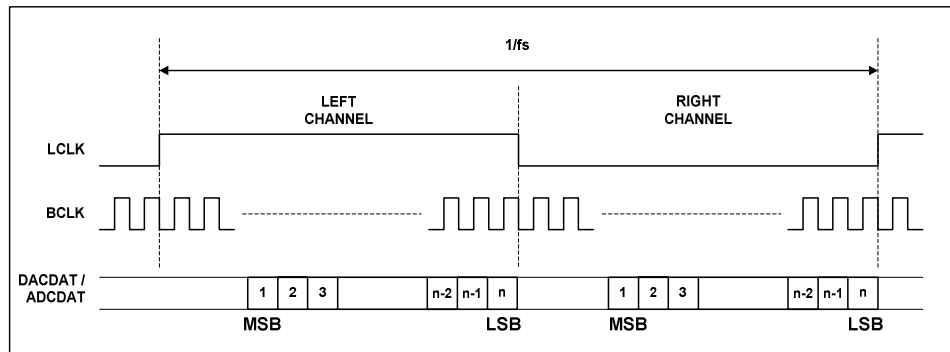 1/fs
LEFT
CHANNEL
RIGHT
CHANNEL
LCLK
BCLK
DACDAT /
ADCDAT
1 2 3 n-2 n-1 n 1 2 3 n-2 n-1 n
MSB LSB MSB LSB